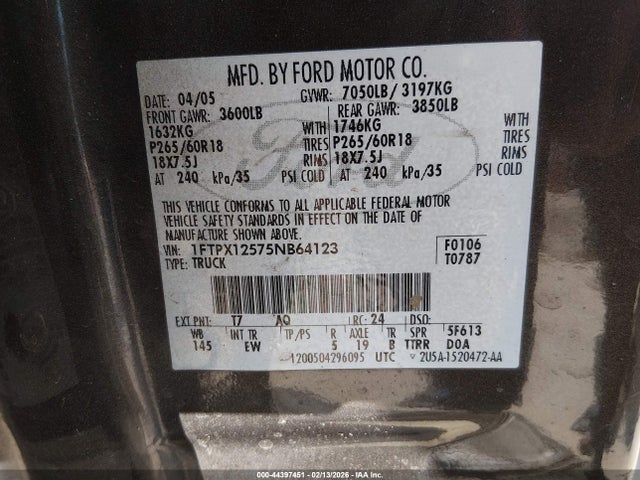 MFD. BY FORD MOTOR CO.
DATE: 04/05 GVWR: 7050LB / 3197KG
FRONT GAWR: 3600LB REAR GAWR: 3850LB
1632KG WITH 1746KG WITH
P265/60R18 TIRES P265/60R18 TIRES
18X7.5J RIMS 18X7.5J RIMS
AT 240 kPa/35 PSI COLD AT 240 kPa/35 PSI COLD
Ford
THIS VEHICLE CONFORMS TO ALL APPLICABLE FEDERAL MOTOR
VEHICLE SAFETY STANDARDS IN EFFECT ON THE DATE OF
MANUFACTURE SHOWN ABOVE.
VIN: 1FTPX12575NB64123 F0106
TYPE: TRUCK T0787
EXT PNT: T7 AQ RC: 24 DSO:
WB INT TR TP/PS R AXLE TR SPR 5F613
145 EW 5 19 B TTRR DOA
1200504296095 UTC 2U5A-1520472-AA
000-44397451 - 02/13/2026 - IAA Inc.